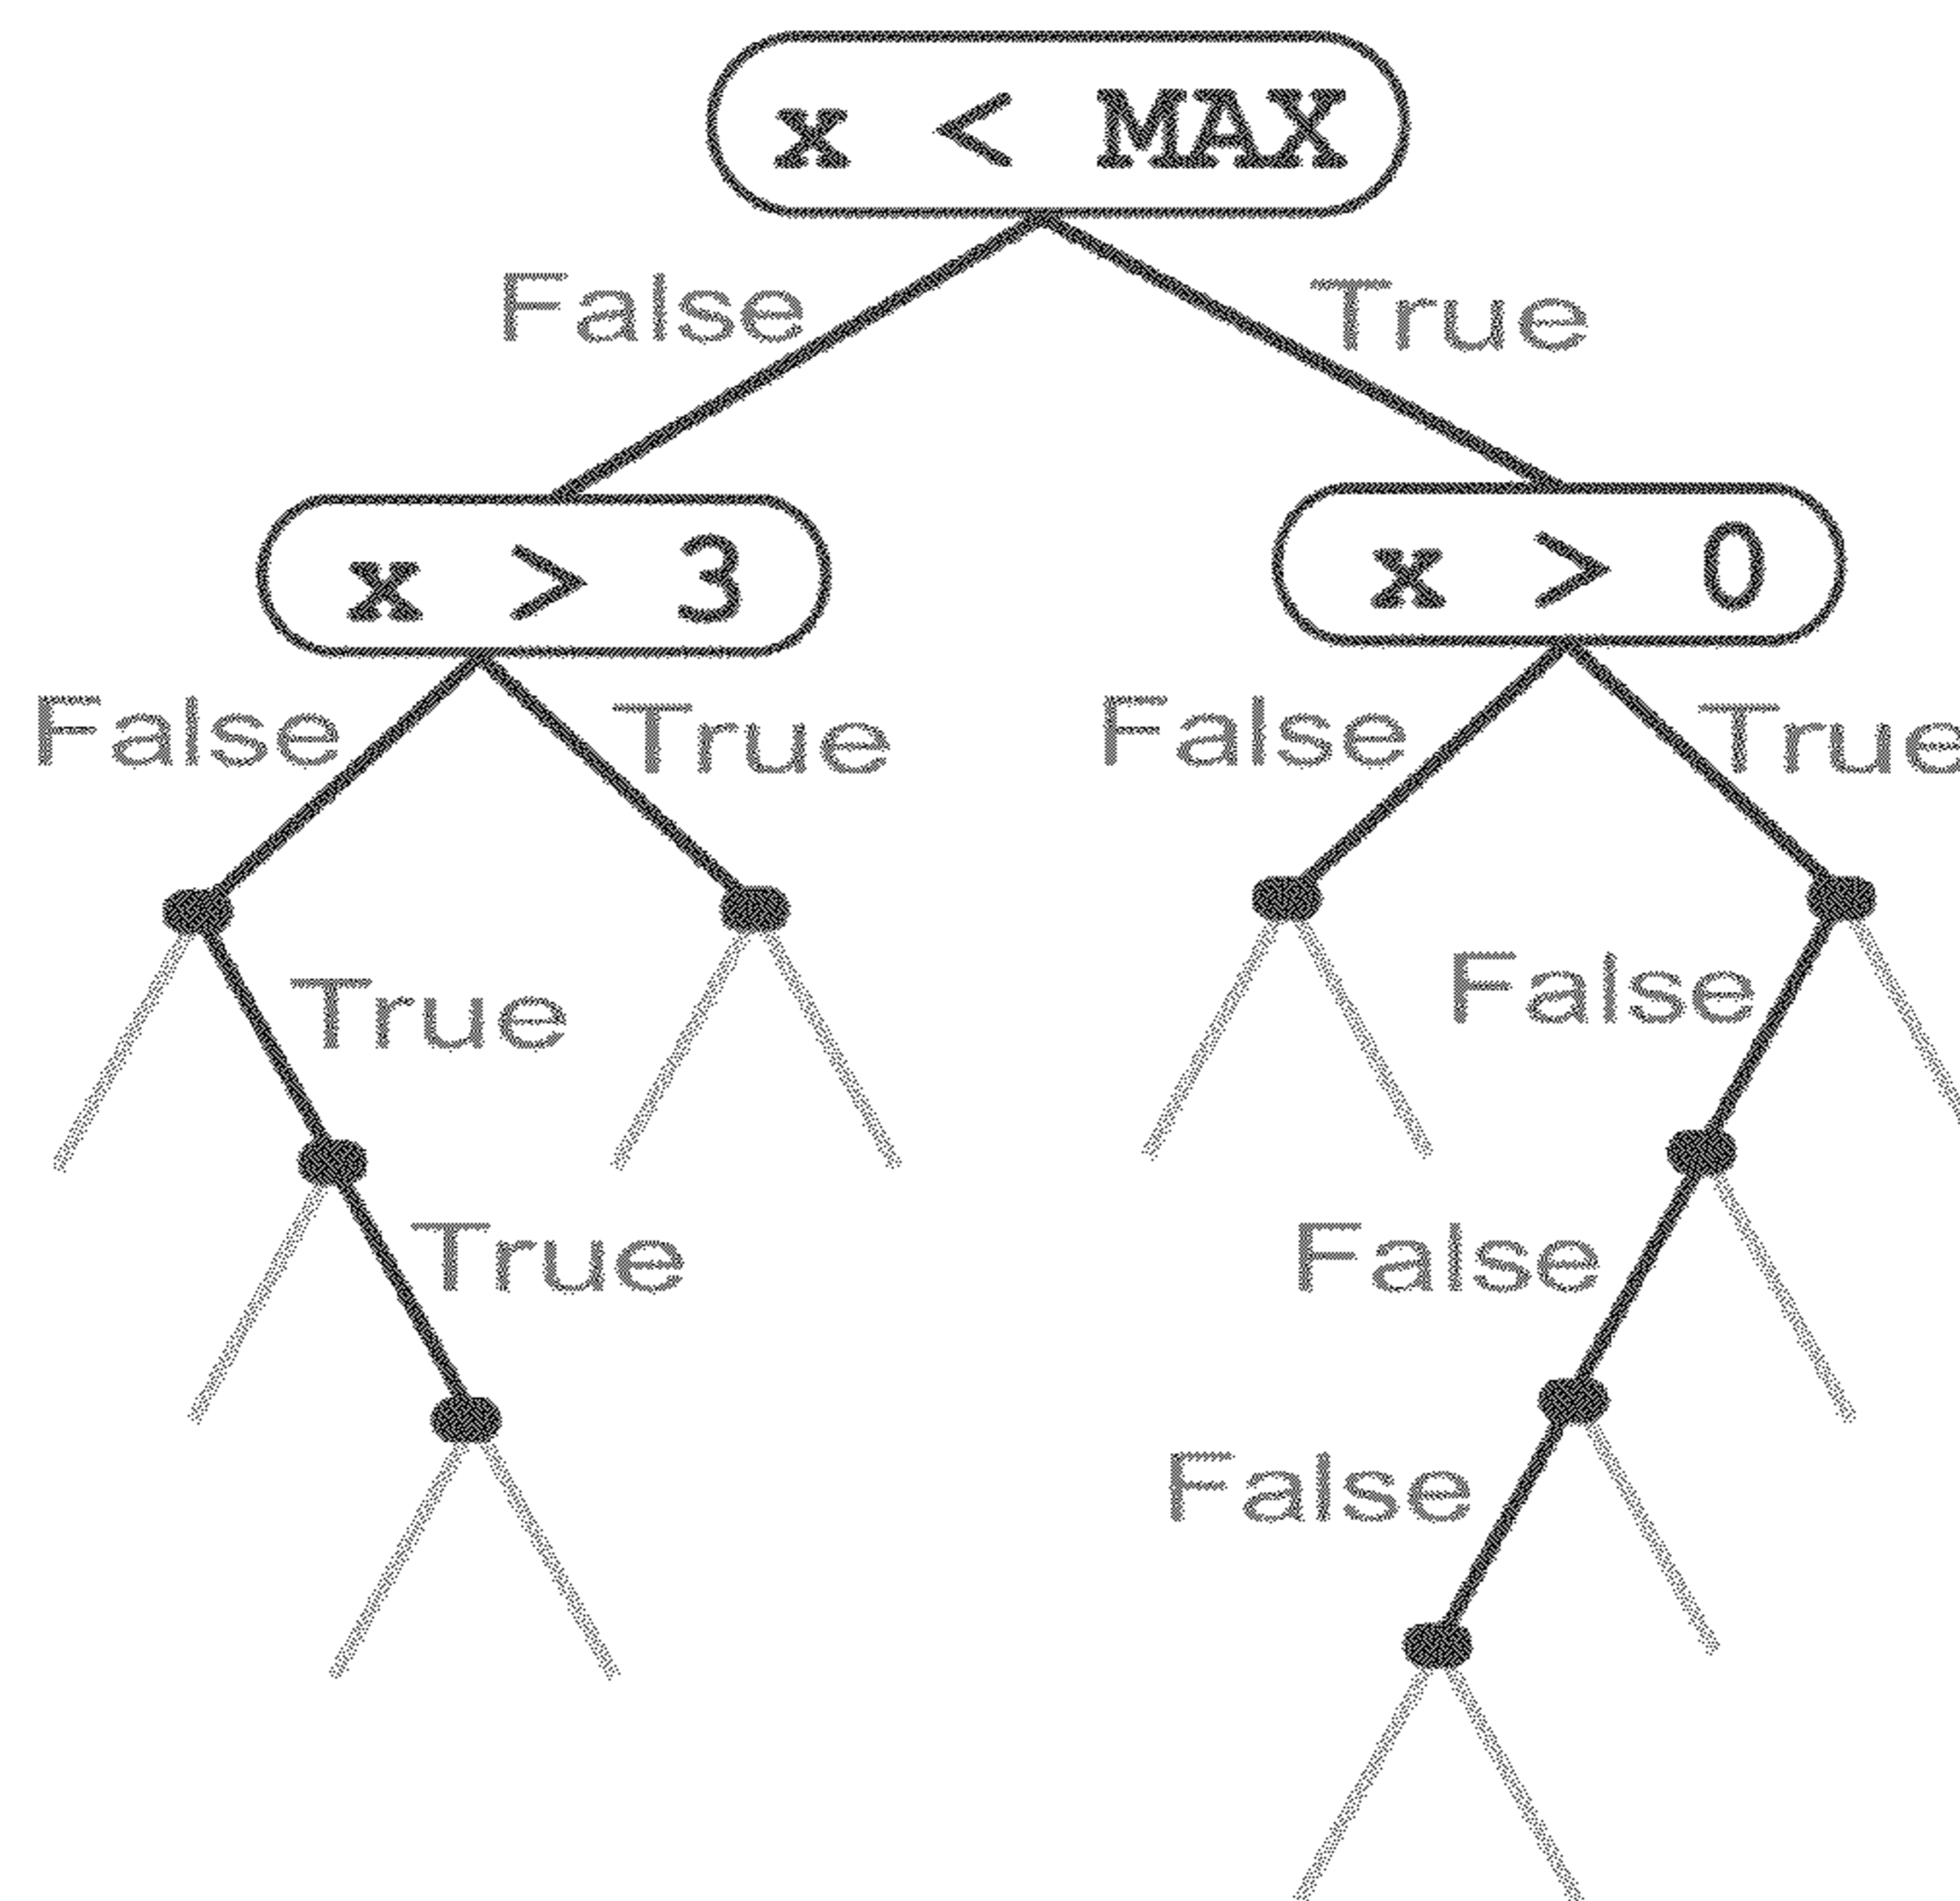 x < MAX
False True
x > 3 x > 0
False True False True
True False
True False
False